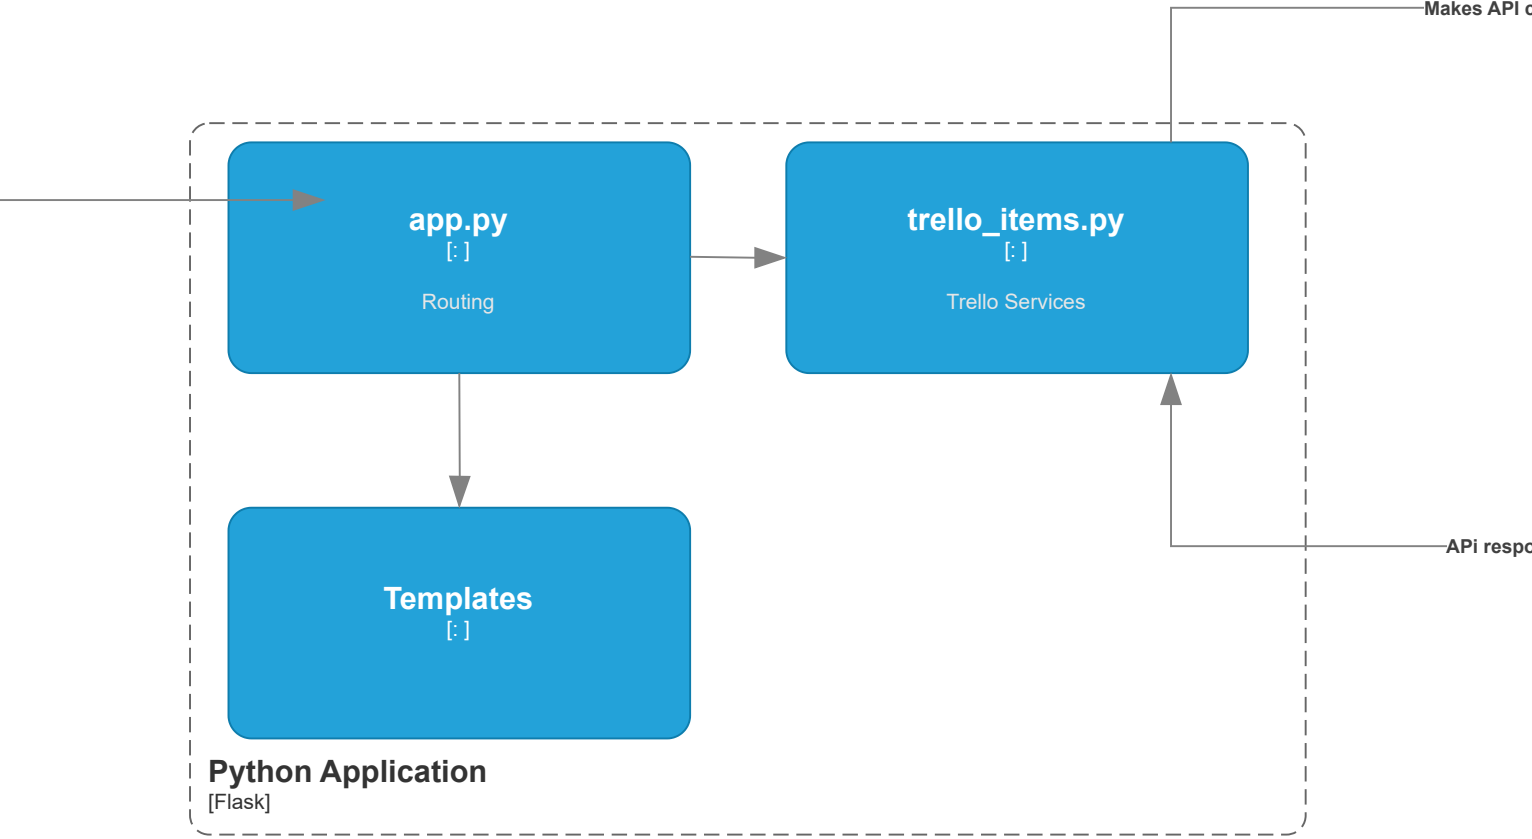 Makes API
app.py
[: ]
Routing
trello_items.py
[: ]
Trello Services
APi
Templates
[: ]
Python Application
[Flask]